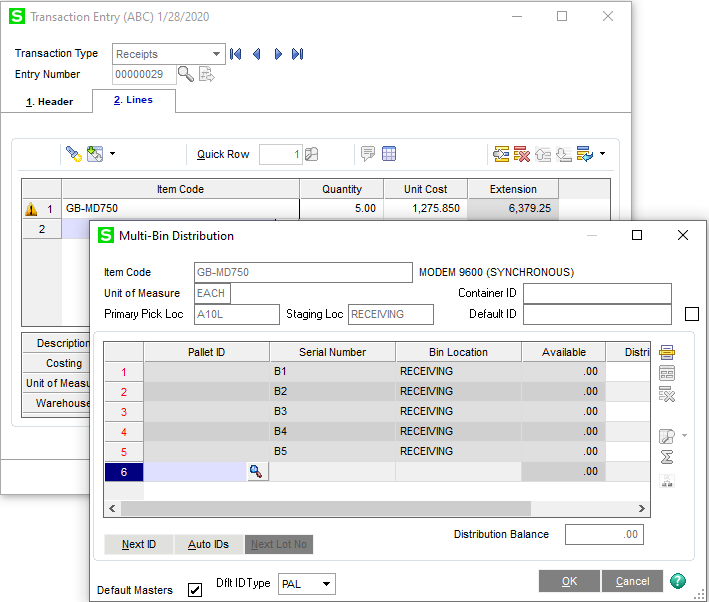 S Transaction Entry (ABC) 1/28/2020
Transaction Type Receipts
Entry Number 00000029
1. Header 2. Lines
Quick Row 1
Item Code Quantity Unit Cost Extension
1 GB-MD750 5.00 1,275.850 6,379.25
2
Description
Costing
Unit of Measu
Warehouse
S Multi-Bin Distribution
Item Code GB-MD750 MODEM 9600 (SYNCHRONOUS)
Unit of Measure EACH Container ID
Primary Pick Loc A10L Staging Loc RECEIVING Default ID
Pallet ID Serial Number Bin Location Available Distri
1 B1 RECEIVING .00
2 B2 RECEIVING .00
3 B3 RECEIVING .00
4 B4 RECEIVING .00
5 B5 RECEIVING .00
6 .00
Distribution Balance .00
Next ID Auto IDs Next Lot No
Default Masters Dflt ID Type PAL OK Cancel ?